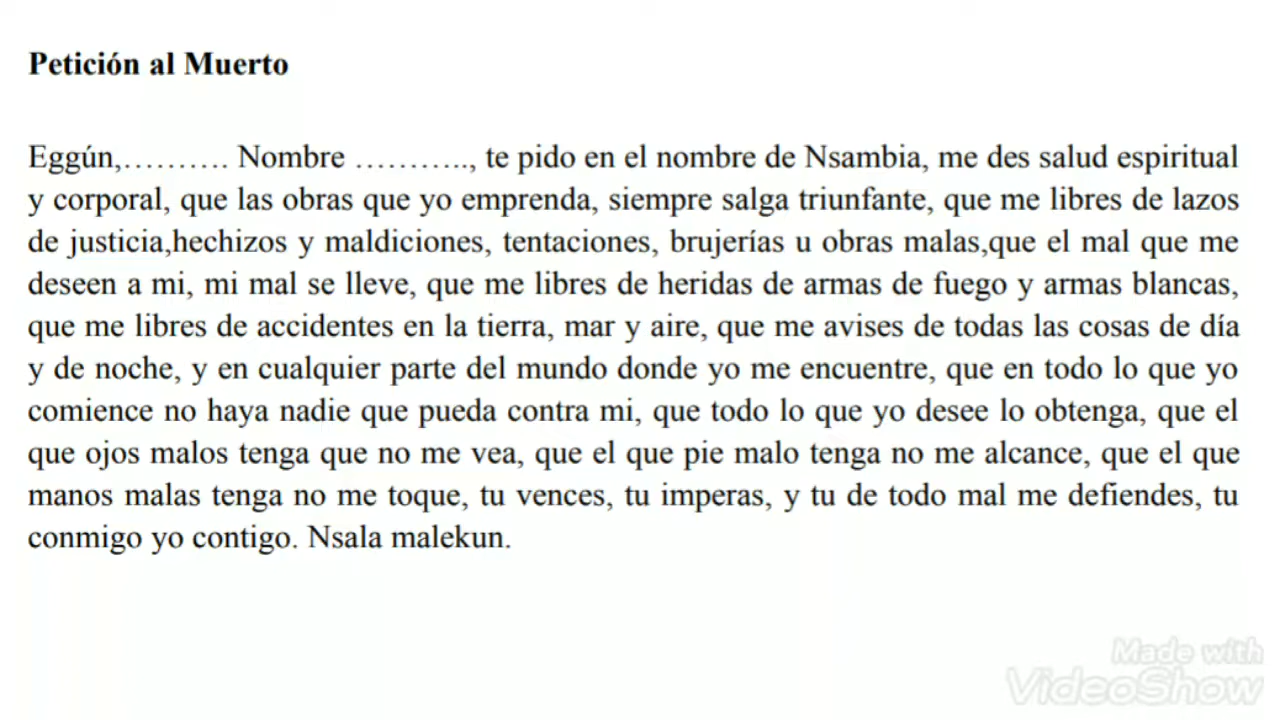 Petición al Muerto
Eggún,.......... Nombre ..........., te pido en el nombre de Nsambia, me des salud espiritual
y corporal, que las obras que yo emprenda, siempre salga triunfante, que me libres de lazos
de justicia,hechizos y maldiciones, tentaciones, brujerías u obras malas,que el mal que me
deseen a mi, mi mal se lleve, que me libres de heridas de armas de fuego y armas blancas,
que me libres de accidentes en la tierra, mar y aire, que me avises de todas las cosas de día
y de noche, y en cualquier parte del mundo donde yo me encuentre, que en todo lo que yo
comience no haya nadie que pueda contra mi, que todo lo que yo desee lo obtenga, que el
que ojos malos tenga que no me vea, que el que pie malo tenga no me alcance, que el que
manos malas tenga no me toque, tu vences, tu imperas, y tu de todo mal me defiendes, tu
conmigo yo contigo. Nsala malekun.
Made with
VideoShow